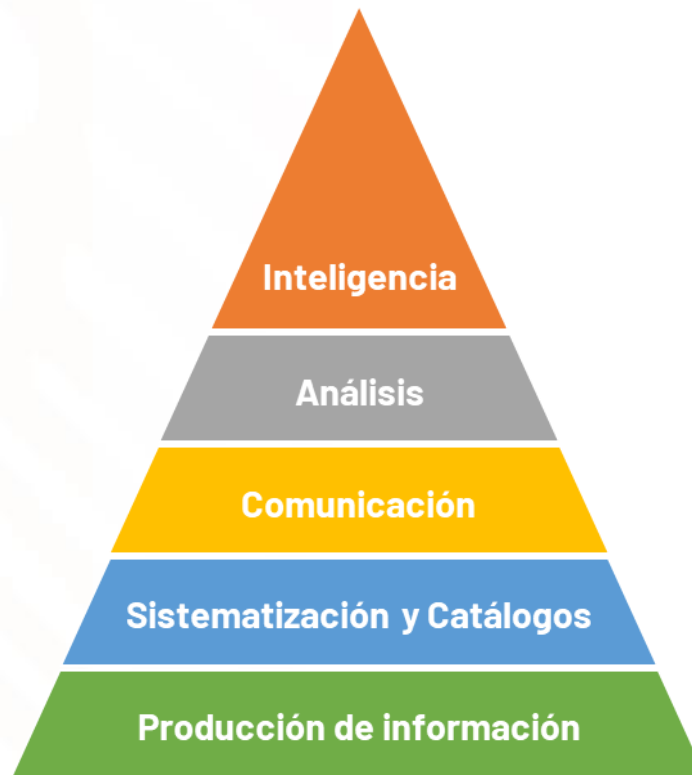 Inteligencia
Análisis
Comunicación
Sistematización y Catálogos
Producción de información